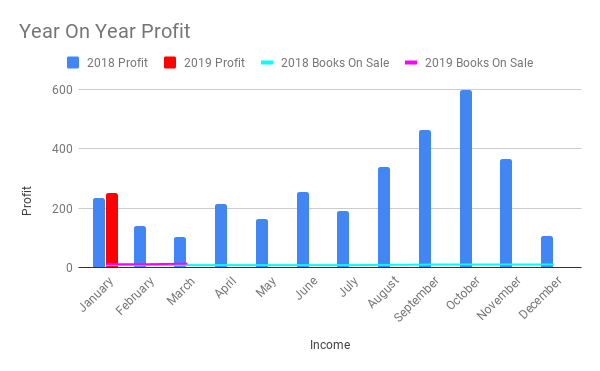 Year On Year Profit
2018 Profit 2019 Profit 2018 Books On Sale 2019 Books On Sale
600
400
200
0
Profit
January February March April May June July August September October November December
Income